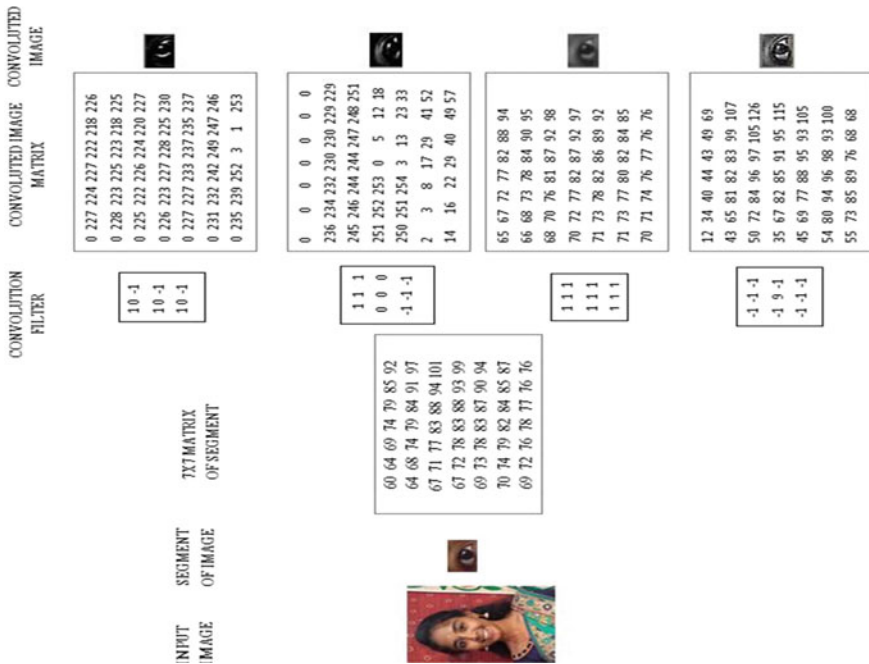 INPUT
IMAGE
SEGMENT
OF IMAGE
7X7 MATRIX
OF SEGMENT
CONVOLUTION
FILTER
CONVOLUTED IMAGE
MATRIX
CONVOLUTED
IMAGE
1 0 -1
1 0 -1
1 0 -1
0 227 224 227 222 218 226
0 228 223 225 223 218 225
0 225 222 226 224 220 227
0 226 223 227 228 225 230
0 227 227 233 237 235 237
0 231 232 242 249 247 246
0 235 239 252 3 1 253
60 64 69 74 79 85 92
64 68 74 79 84 91 97
67 71 77 83 88 94 101
67 72 78 83 88 93 99
69 73 78 83 87 90 94
70 74 79 82 84 85 87
69 72 76 78 77 76 76
1 1 1
0 0 0
-1 -1 -1
0 0 0 0 0 0 0
236 234 232 230 230 229 229
245 246 244 244 247 248 251
251 252 253 0 5 12 18
250 251 254 3 13 23 33
2 3 8 17 29 41 52
14 16 22 29 40 49 57
1 1 1
1 1 1
1 1 1
65 67 72 77 82 88 94
66 68 73 78 84 90 95
68 70 76 81 87 92 98
70 72 77 82 87 92 97
71 73 78 82 86 89 92
71 73 77 80 82 84 85
70 71 74 76 77 76 76
-1 -1 -1
-1 9 -1
-1 -1 -1
12 34 40 44 43 49 69
43 65 81 82 83 99 107
50 72 84 96 97 105 126
35 67 82 85 91 95 115
45 69 77 88 95 93 105
54 80 94 96 98 93 100
55 73 85 89 76 68 68